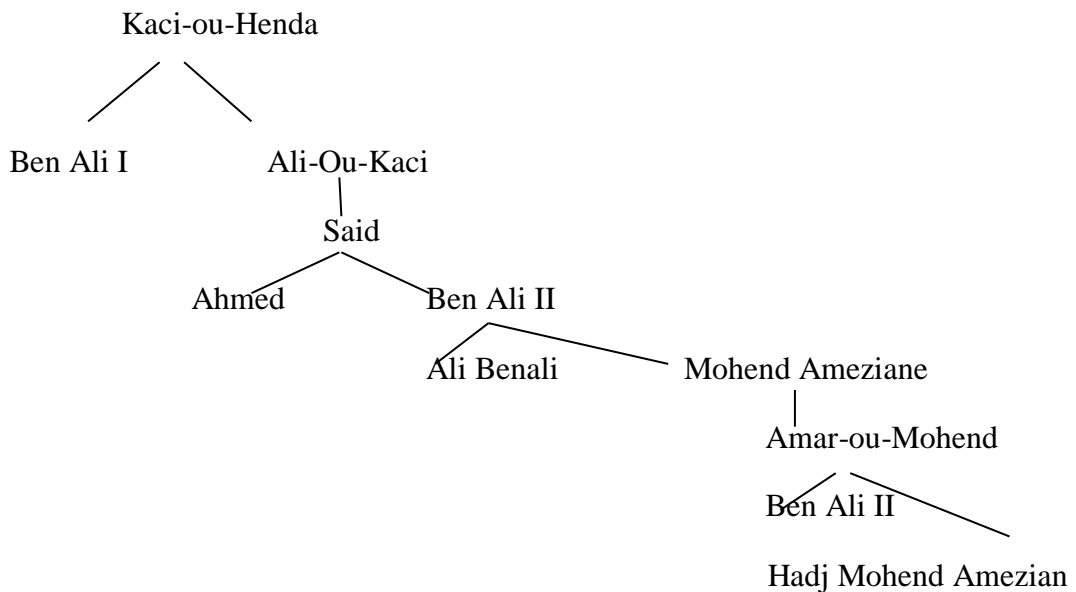 Kaci-ou-Henda
Ben Ali I Ali-Ou-Kaci
Said
Ahmed Ben Ali II
Ali Benali Mohend Ameziane
Amar-ou-Mohend
Ben Ali II
Hadj Mohend Amezian